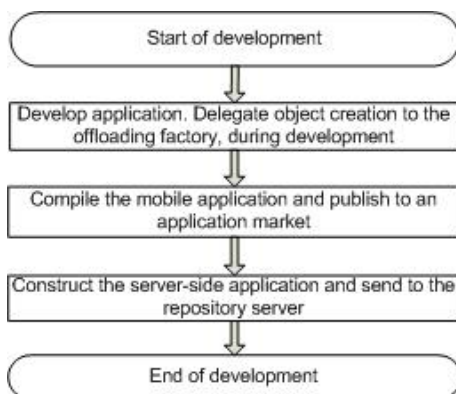 Start of development
Develop application. Delegate object creation to the
offloading factory, during development
Compile the mobile application and publish to an
application market
Construct the server-side application and send to the
repository server
End of development